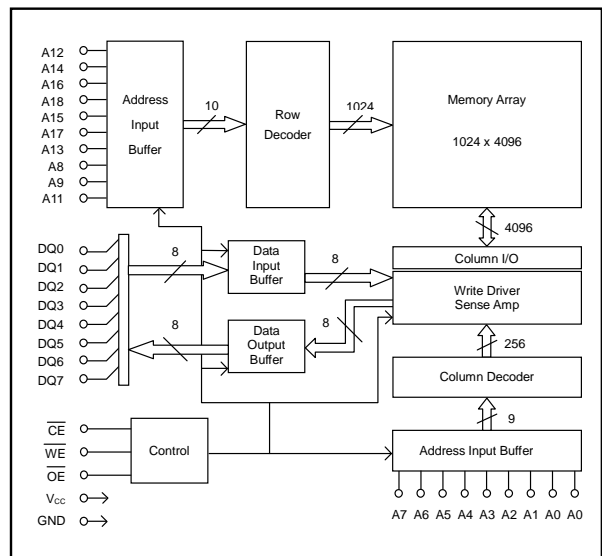 A12
A14
A16
A18
A15
A17
A13
A8
A9
A11
Address
Input
Buffer
10
Row
Decoder
1024
Memory Array
1024 x 4096
4096
DQ0
DQ1
DQ2
DQ3
DQ4
DQ5
DQ6
DQ7
8
Data
Input
Buffer
8
Column I/O
Write Driver
Sense Amp
8
Data
Output
Buffer
8
256
Column Decoder
9
CE
WE
OE
VCC
GND
Control
Address Input Buffer
A7 A6 A5 A4 A3 A2 A1 A0 A0